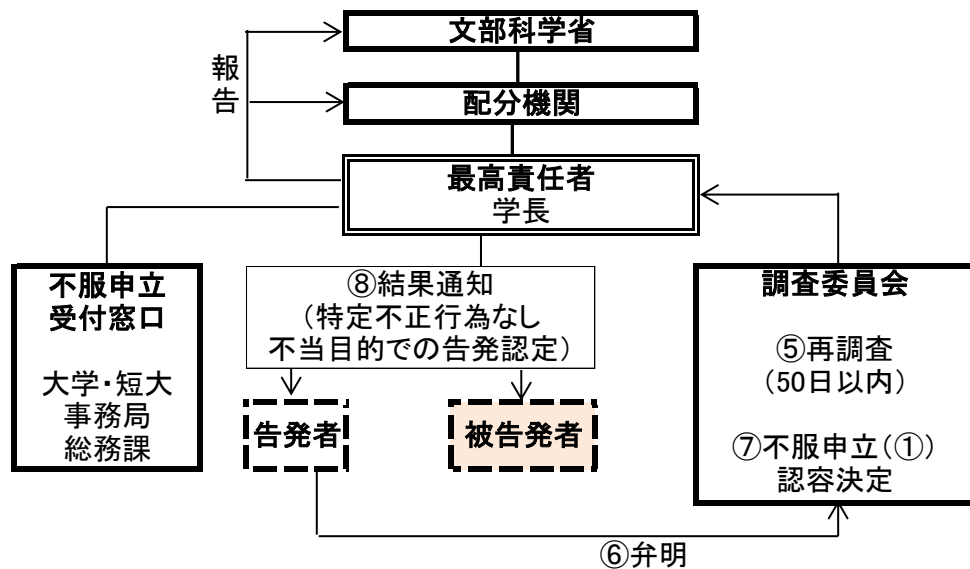 文部科学省
報
告
配分機関
最高責任者
学長
不服申立
受付窓口
大学・短大
事務局
総務課
⑧結果通知
（特定不正行為なし
不当目的での告発認定）
告発者
被告発者
調査委員会
⑤再調査
（50日以内）
⑦不服申立（①）
認容決定
⑥弁明